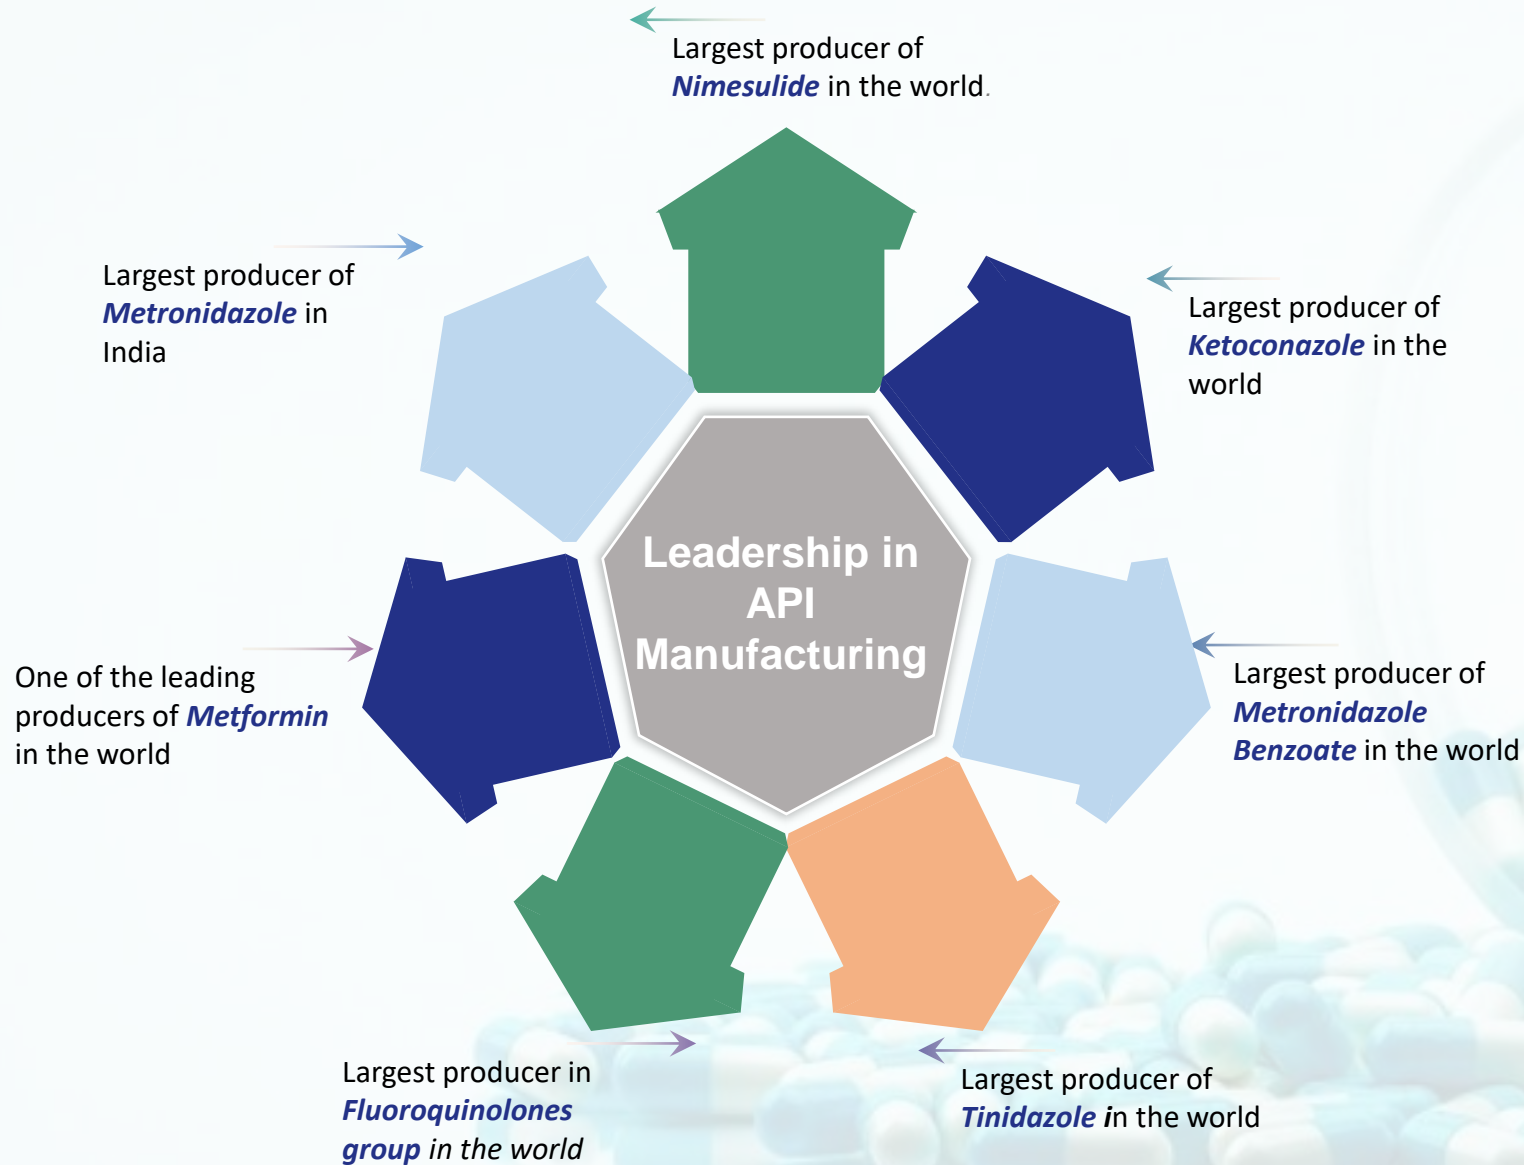 Largest producer of
Nimesulide in the world.
Largest producer of
Metronidazole in
India
Largest producer of
Ketoconazole in the
world
Leadership in
API
Manufacturing
One of the leading
producers of Metformin
in the world
Largest producer of
Metronidazole
Benzoate in the world
Largest producer in
Fluoroquinolones
group in the world
Largest producer of
Tinidazole in the world